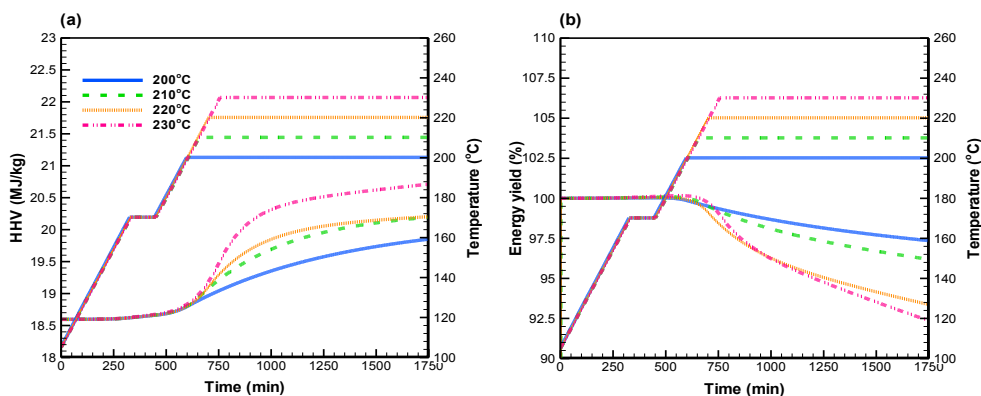 (a)
(b)
23
22.5
22
21.5
21
20.5
20
19.5
19
18.5
18
HHV (MJ/kg)
200°C
210°C
220°C
230°C
260
240
220
200
180
160
140
120
100
Temperature (°C)
0 250 500 750 1000 1250 1500 1750
Time (min)
110
107.5
105
102.5
100
97.5
95
92.5
90
Energy yield (%)
260
240
220
200
180
160
140
120
100
Temperature (°C)
0 250 500 750 1000 1250 1500 1750
Time (min)